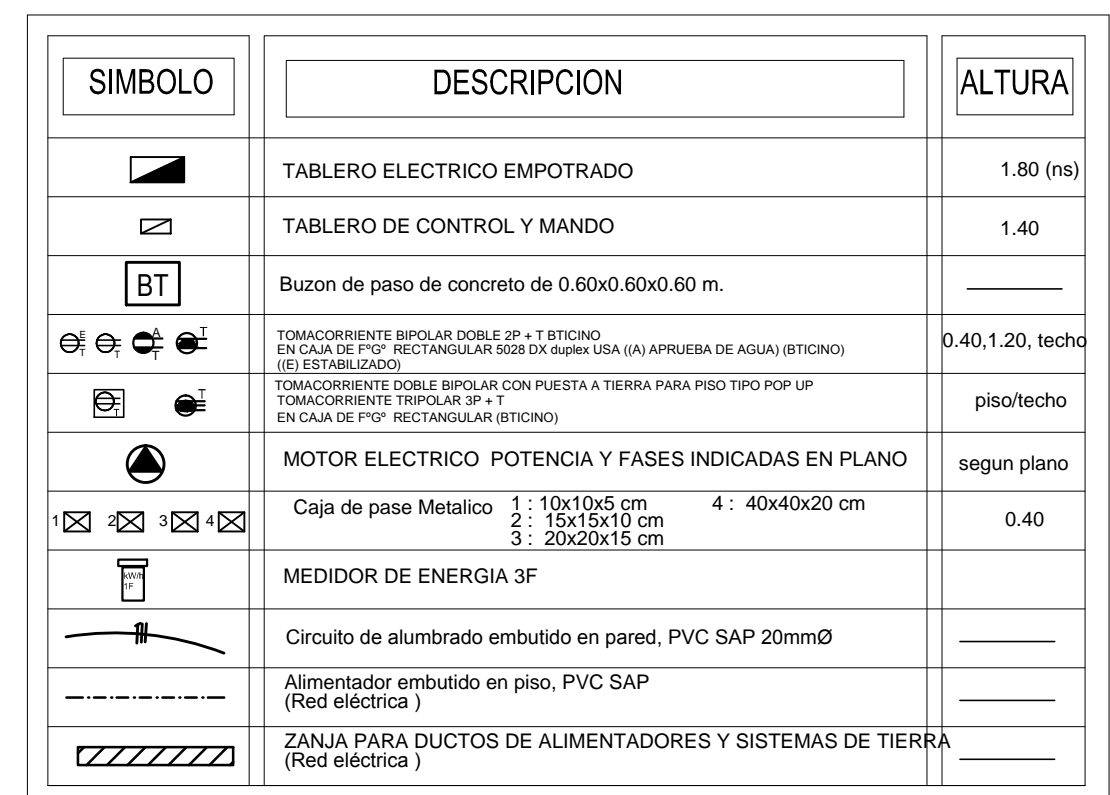 SIMBOLO DESCRIPCION ALTURA
TABLERO ELECTRICO EMPOTRADO 1.80 (ns)
TABLERO DE CONTROL Y MANDO 1.40
BT Buzon de paso de concreto de 0.60x0.60x0.60 m.
E T T A T T TOMACORRIENTE BIPOLAR DOBLE 2P + T BTICINO
EN CAJA DE FºGº RECTANGULAR 5028 DX duplex USA ((A) APRUEBA DE AGUA) (BTICINO) 0.40,1.20, techo
((E) ESTABILIZADO)
TOMACORRIENTE DOBLE BIPOLAR CON PUESTA A TIERRA PARA PISO TIPO POP UP
T T TOMACORRIENTE TRIPOLAR 3P + T piso/techo
EN CAJA DE FºGº RECTANGULAR (BTICINO)
MOTOR ELECTRICO POTENCIA Y FASES INDICADAS EN PLANO segun plano
Caja de pase Metalico 1 : 10x10x5 cm 4 : 40x40x20 cm
1 2 3 4 2 : 15x15x10 cm 0.40
3 : 20x20x15 cm
kW/h
1F
MEDIDOR DE ENERGIA 3F
Circuito de alumbrado embutido en pared, PVC SAP 20mmØ
Alimentador embutido en piso, PVC SAP
(Red eléctrica )
ZANJA PARA DUCTOS DE ALIMENTADORES Y SISTEMAS DE TIERRA
(Red eléctrica )